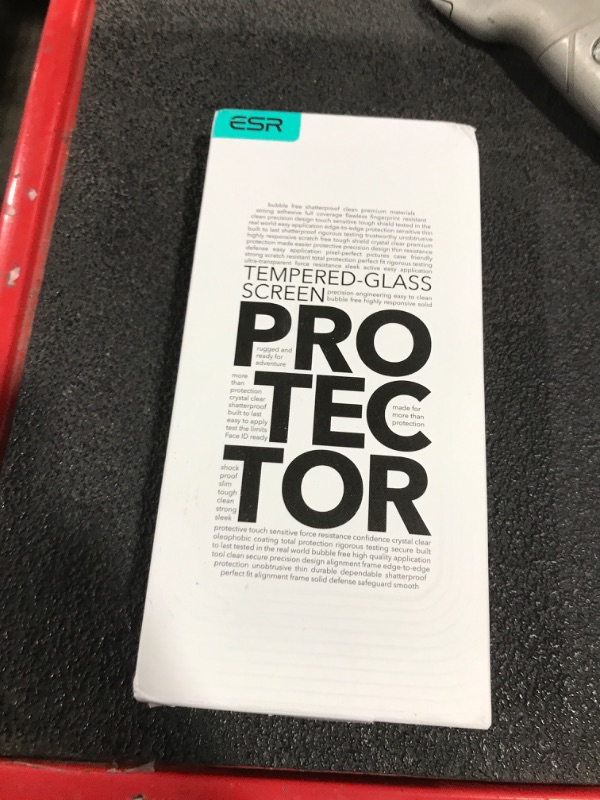 ESR
bubble free shatterproof clean premium materials
strong adhesive full coverage flawless fingerprint resistant
clean precision design touch sensitive tough shield tested in the
real world easy application edge-to-edge protection sensitive thin
built to last shatterproof rigorous testing trustworthy unobtrusive
highly responsive scratch free tough shield crystal clear premium
protection made easier protective precision design thin resistance
defense easy application pixel-perfect pictures case friendly
strong scratch resistant total protection perfect fit rigorous testing
ultra-transparent force resistance sleek active easy application
TEMPERED-GLASS
SCREEN
precision engineering easy to clean
bubble free highly responsive solid
PRO
rugged and
ready for
adventure
TEC
more
than
protection
crystal clear
shatterproof
built to last
easy to apply
test the limits
Face ID ready
made for
more than
protection
TOR
shock
proof
slim
tough
clean
strong
sleek
protective touch sensitive force resistance confidence crystal clear
oleophobic coating total protection rigorous testing secure built
to last tested in the real world bubble free high quality application
tool clean secure precision design alignment frame edge-to-edge
protection unobtrusive thin durable dependable shatterproof
perfect fit alignment frame solid defense safeguard smooth